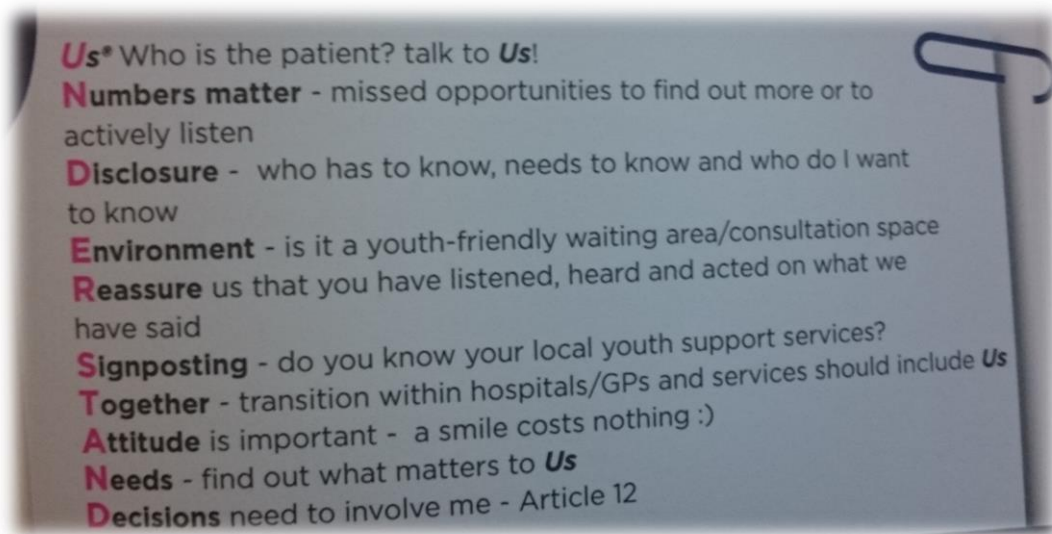 Us® Who is the patient? talk to Us!
Numbers matter - missed opportunities to find out more or to
actively listen
Disclosure - who has to know, needs to know and who do I want
to know
Environment - is it a youth-friendly waiting area/consultation space
Reassure us that you have listened, heard and acted on what we
have said
Signposting - do you know your local youth support services?
Together - transition within hospitals/GPs and services should include Us
Attitude is important - a smile costs nothing :)
Needs - find out what matters to Us
Decisions need to involve me - Article 12